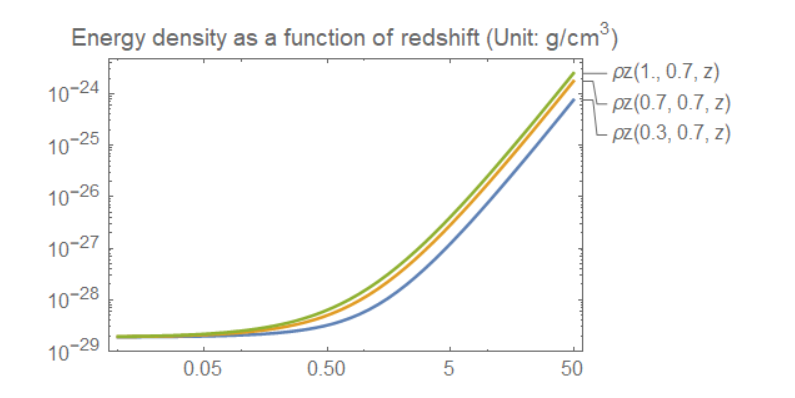 Energy density as a function of redshift (Unit: g/cm³)
ρz(1., 0.7, z)
ρz(0.7, 0.7, z)
ρz(0.3, 0.7, z)
10⁻²⁴
10⁻²⁵
10⁻²⁶
10⁻²⁷
10⁻²⁸
10⁻²⁹
0.05 0.50 5 50